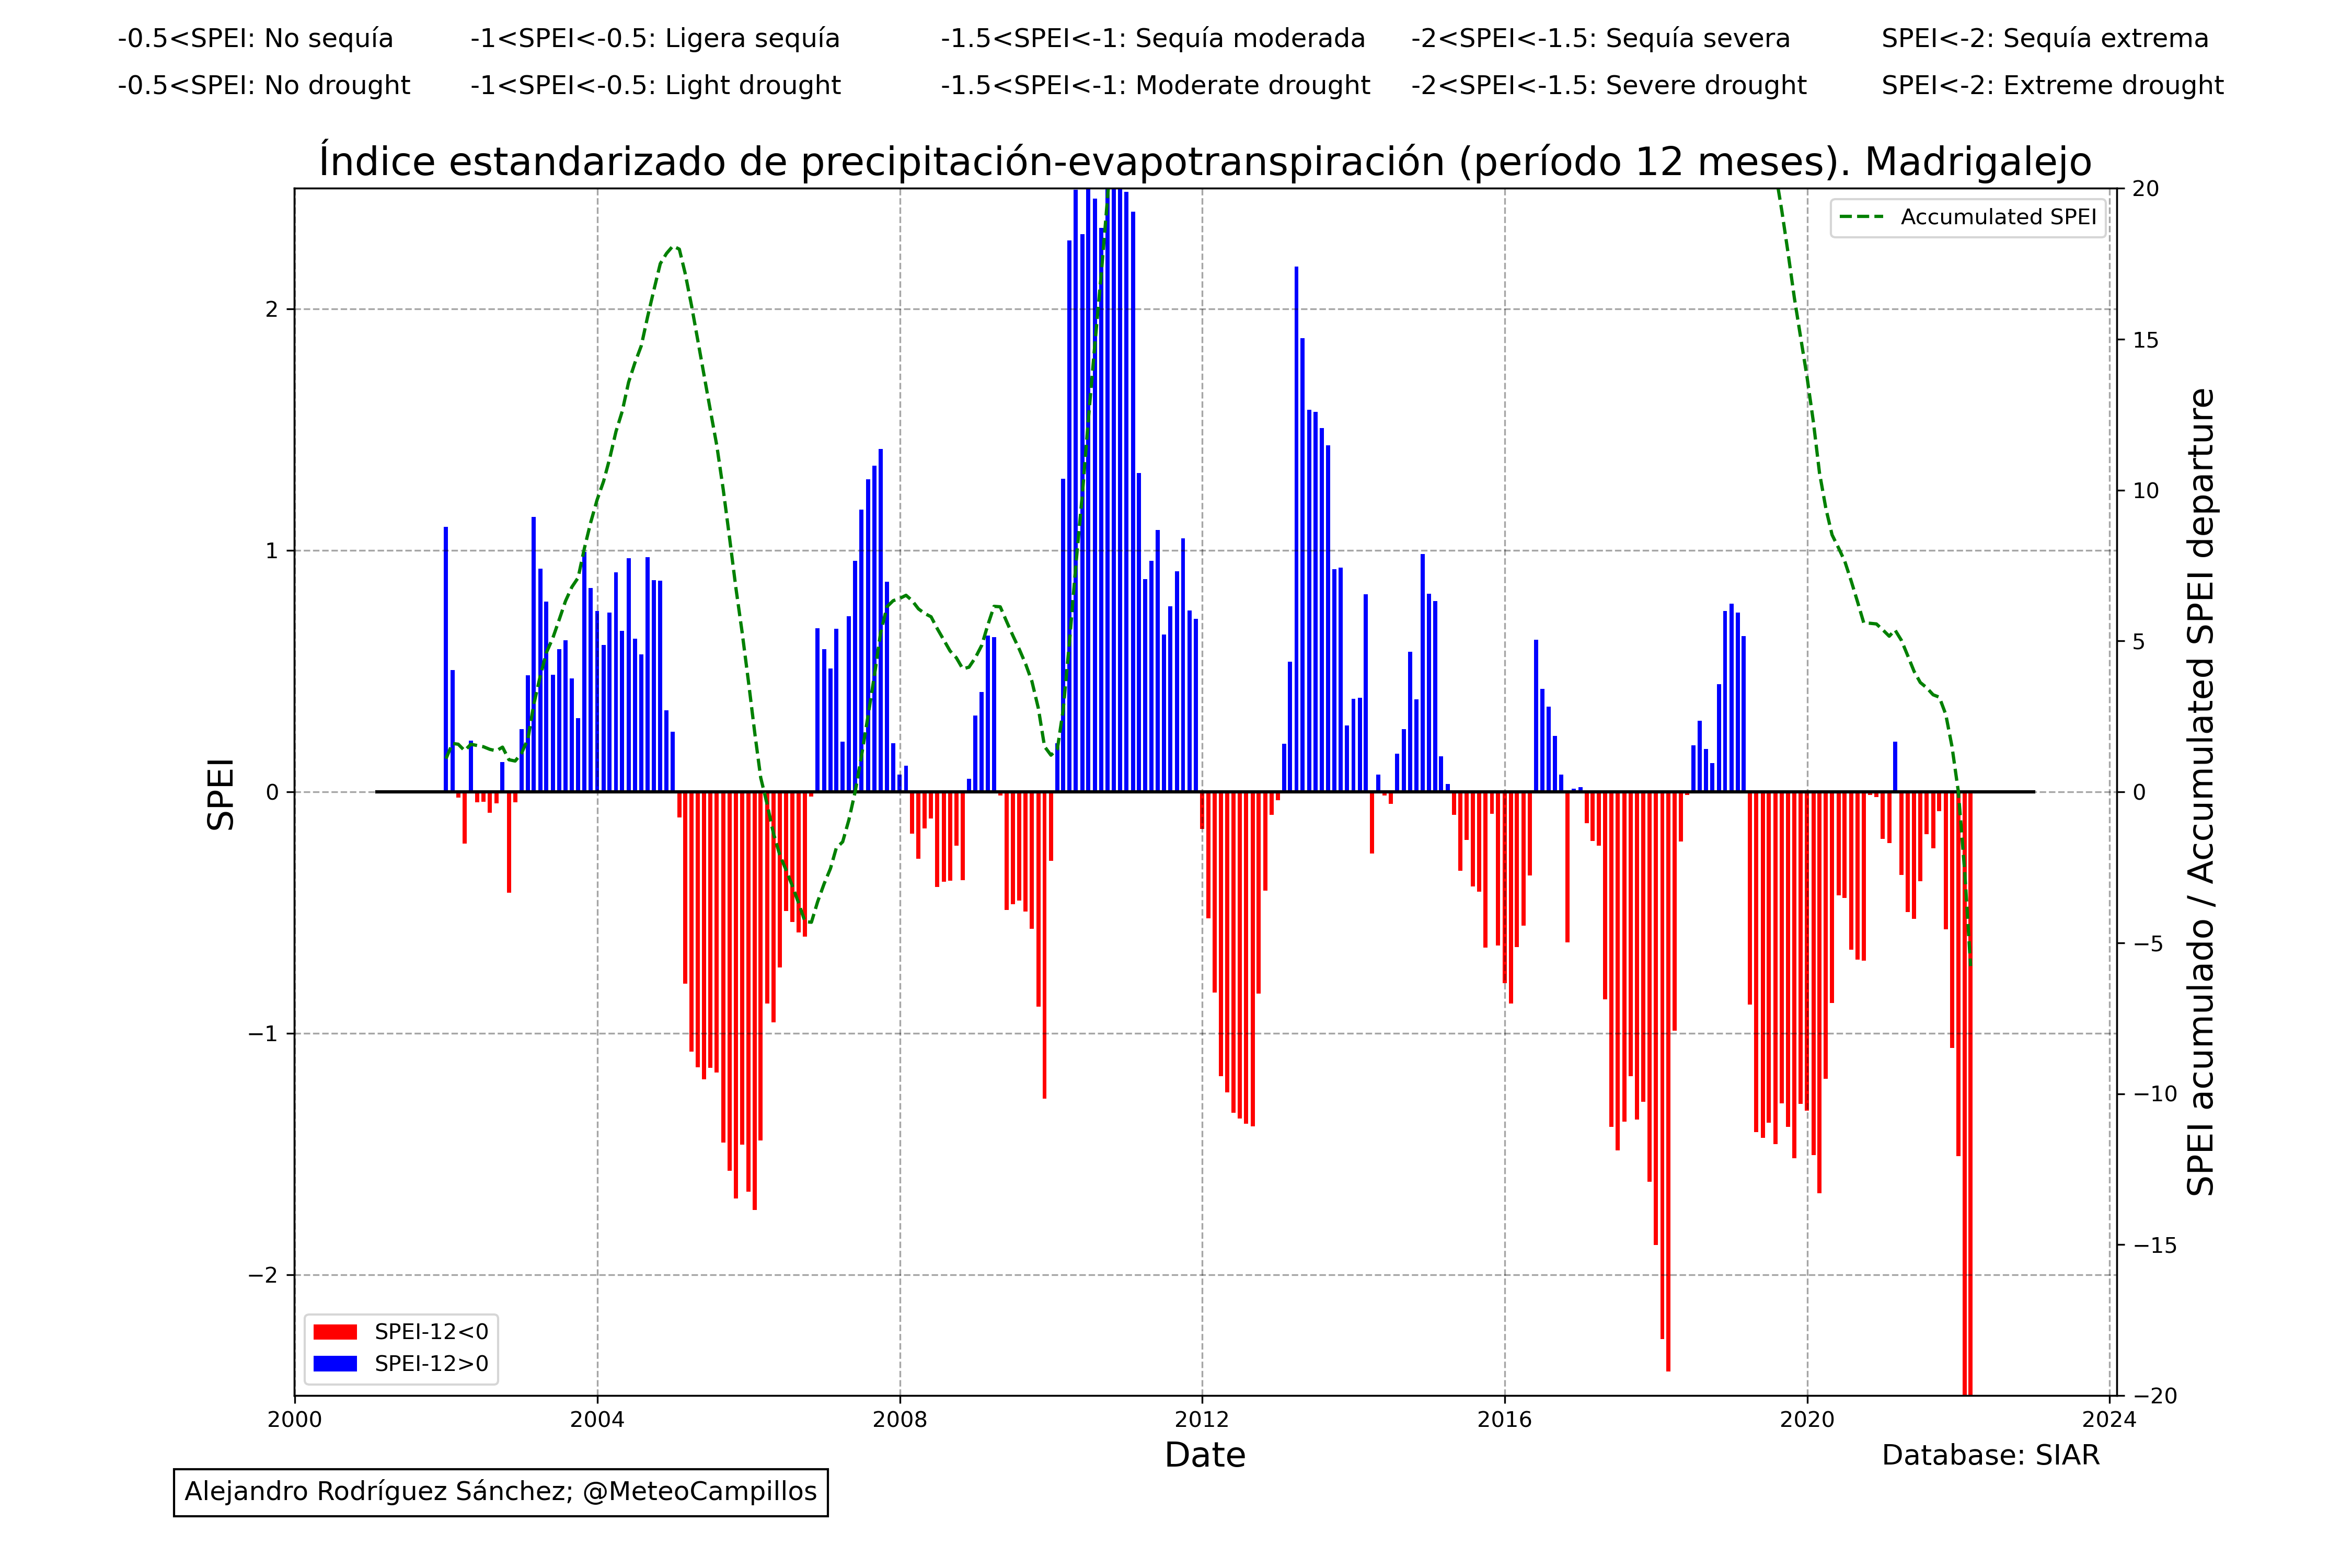 -0.5<SPEI: No sequía -1<SPEI<-0.5: Ligera sequía -1.5<SPEI<-1: Sequía moderada -2<SPEI<-1.5: Sequía severa SPEI<-2: Sequía extrema
-0.5<SPEI: No drought -1<SPEI<-0.5: Light drought -1.5<SPEI<-1: Moderate drought -2<SPEI<-1.5: Severe drought SPEI<-2: Extreme drought
Índice estandarizado de precipitación-evapotranspiración (período 12 meses). Madrigalejo
Accumulated SPEI
SPEI
2
1
0
−1
−2
20
15
10
5
0
−5
−10
−15
−20
SPEI acumulado / Accumulated SPEI departure
SPEI-12<0
SPEI-12>0
2000 2004 2008 2012 2016 2020 2024
Date
Database: SIAR
Alejandro Rodríguez Sánchez; @MeteoCampillos